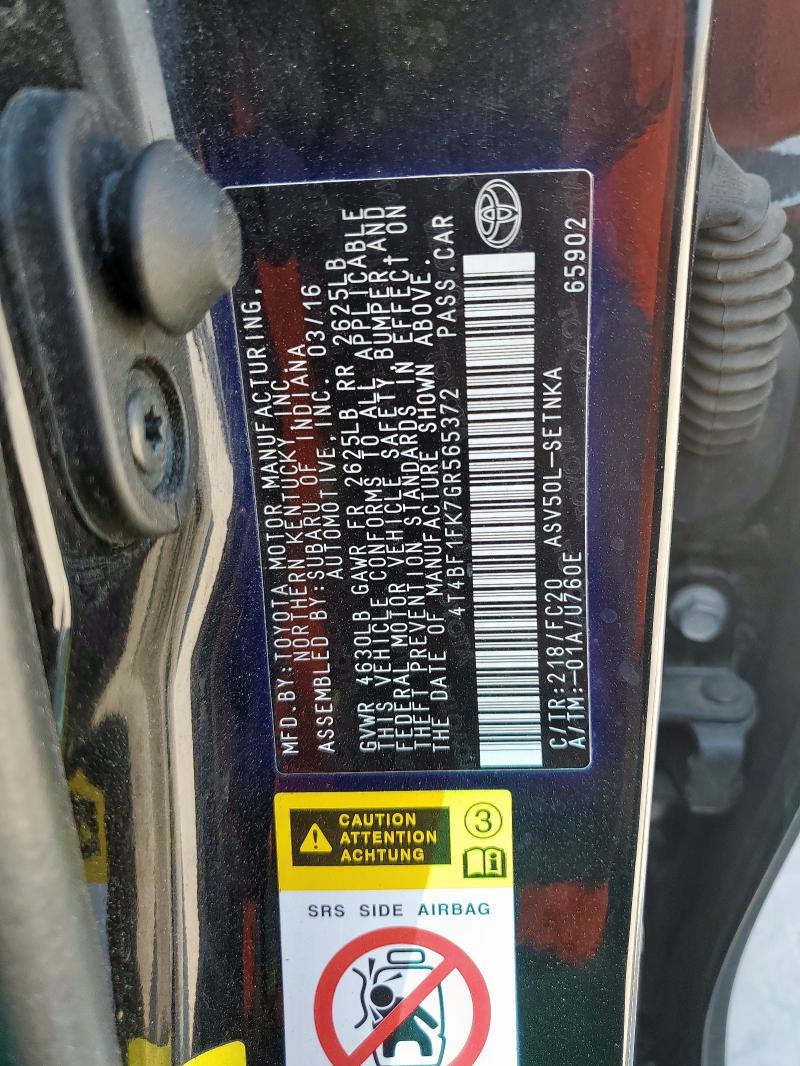 MFD.BY:TOYOTA MOTOR MANUFACTURING,
NORTHERN KENTUCKY INC
ASSEMBLED BY:SUBARU OF INDIANA
AUTOMOTIVE, INC. 03/16
GVWR 4630LB GAWR FR 2625LB RR 2625LB
THIS VEHICLE CONFORMS TO ALL APPLICABLE
FEDERAL MOTOR VEHICLE SAFETY,BUMPER,AND
THEFT PREVENTION STANDARDS IN EFFECT ON
THE DATE OF MANUFACTURE SHOWN ABOVE.
4T4BF1FK7GR565372 PASS.CAR
C/TR:218/FC20 ASV50L-SETNKA 65902
A/TM:-01A/U760E
CAUTION
ATTENTION
ACHTUNG
3
SRS SIDE AIRBAG